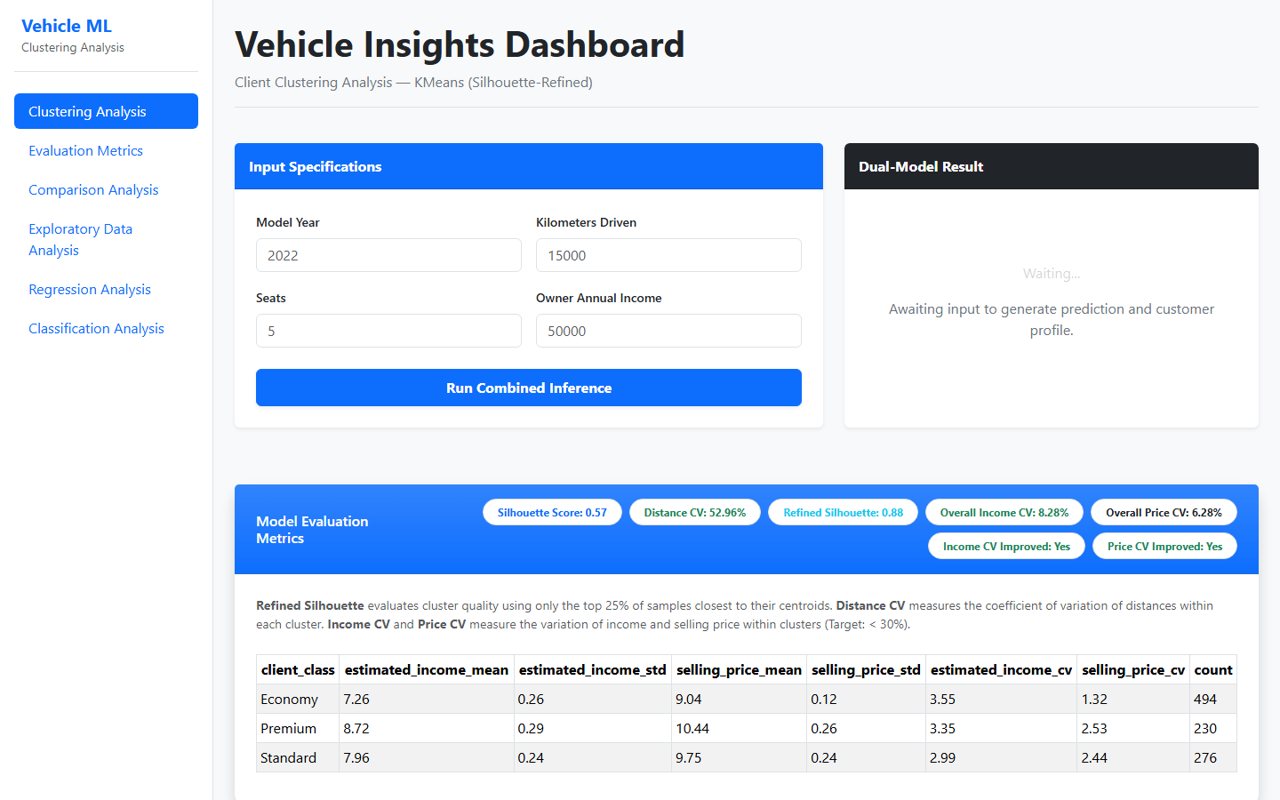 Vehicle ML
Clustering Analysis
Clustering Analysis
Evaluation Metrics
Comparison Analysis
Exploratory Data
Analysis
Regression Analysis
Classification Analysis
Vehicle Insights Dashboard
Client Clustering Analysis — KMeans (Silhouette-Refined)
Input Specifications
Model Year
Kilometers Driven
2022
15000
Seats
Owner Annual Income
5
50000
Run Combined Inference
Dual-Model Result
Waiting...
Awaiting input to generate prediction and customer
profile.
Model Evaluation
Metrics
Silhouette Score: 0.57
Distance CV: 52.96%
Refined Silhouette: 0.88
Overall Income CV: 8.28%
Overall Price CV: 6.28%
Income CV Improved: Yes
Price CV Improved: Yes
Refined Silhouette evaluates cluster quality using only the top 25% of samples closest to their centroids. Distance CV measures the coefficient of variation of distances within
each cluster. Income CV and Price CV measure the variation of income and selling price within clusters (Target: < 30%).
client_class estimated_income_mean estimated_income_std selling_price_mean selling_price_std estimated_income_cv selling_price_cv count
Economy 7.26 0.26 9.04 0.12 3.55 1.32 494
Premium 8.72 0.29 10.44 0.26 3.35 2.53 230
Standard 7.96 0.24 9.75 0.24 2.99 2.44 276